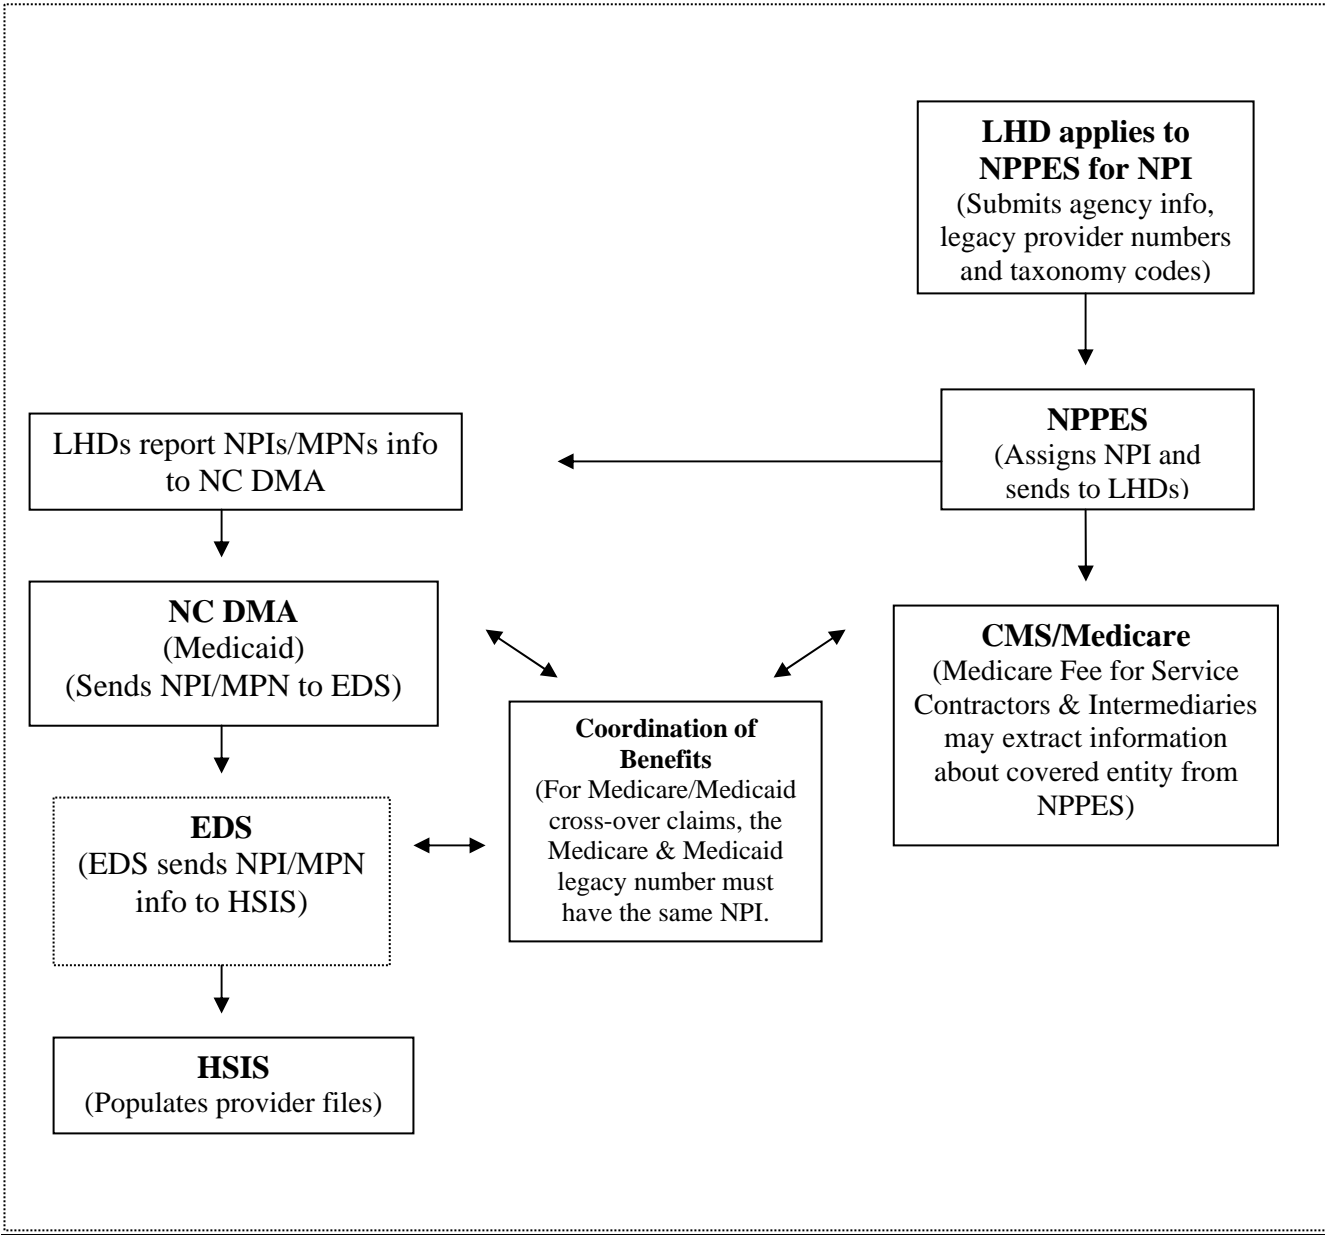 LHD applies to
NPPES for NPI
(Submits agency info,
legacy provider numbers
and taxonomy codes)
NPPES
(Assigns NPI and
sends to LHDs)
LHDs report NPIs/MPNs info
to NC DMA
NC DMA
(Medicaid)
(Sends NPI/MPN to EDS)
CMS/Medicare
(Medicare Fee for Service
Contractors & Intermediaries
may extract information
about covered entity from
NPPES)
Coordination of
Benefits
(For Medicare/Medicaid
cross-over claims, the
Medicare & Medicaid
legacy number must
have the same NPI.
EDS
(EDS sends NPI/MPN
info to HSIS)
HSIS
(Populates provider files)